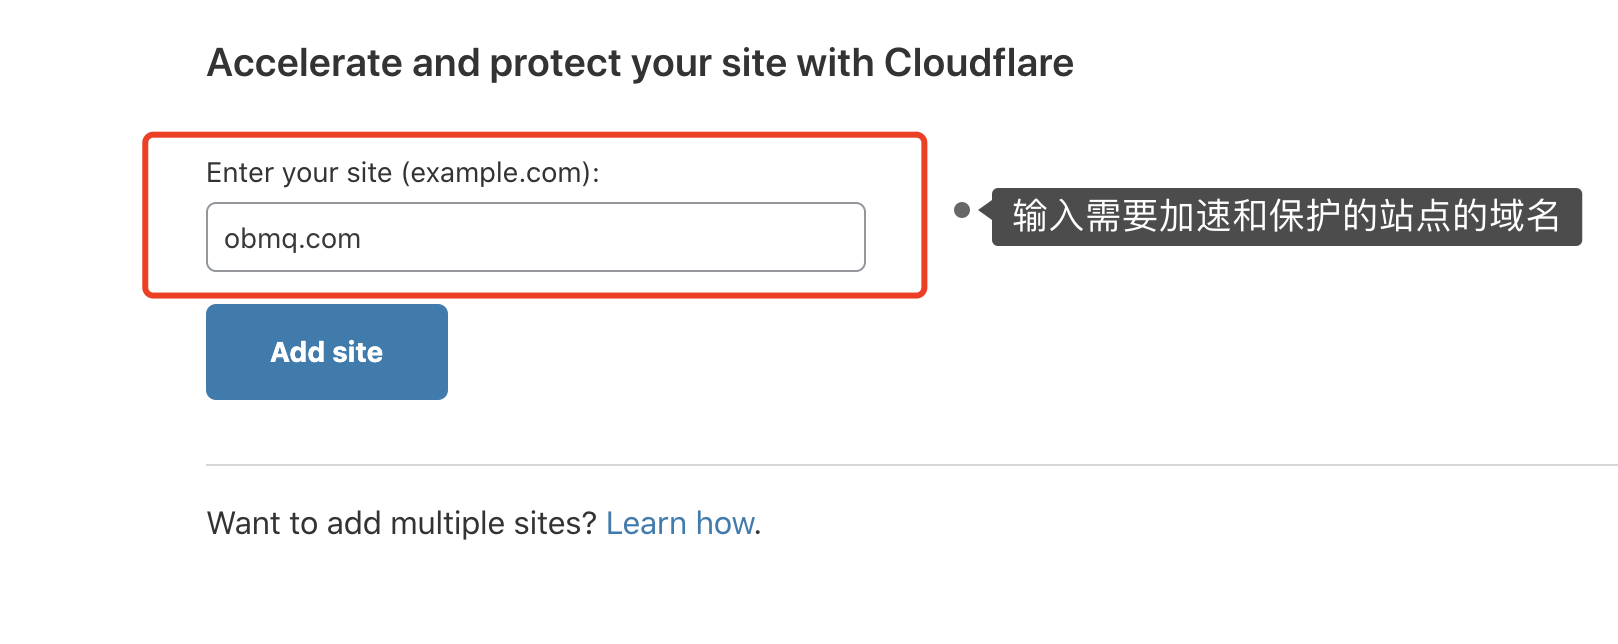 Accelerate and protect your site with Cloudflare
Enter your site (example.com):
obmq.com
输入需要加速和保护的站点的域名
Add site
Want to add multiple sites? Learn how.